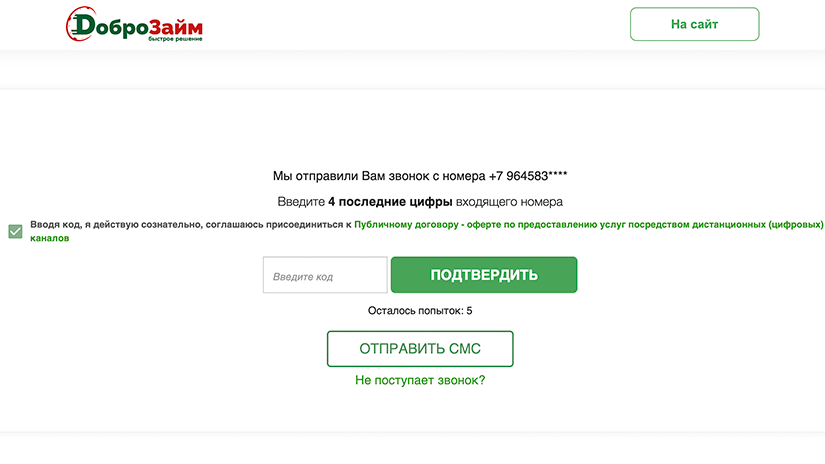 ДоброЗайм
быстрое решение
На сайт
Мы отправили Вам звонок с номера +7 964583****
Введите 4 последние цифры входящего номера
Вводя код, я действую сознательно, соглашаюсь присоединиться к Публичному договору - оферте по предоставлению услуг посредством дистанционных (цифровых)
каналов
Введите код
ПОДТВЕРДИТЬ
Осталось попыток: 5
ОТПРАВИТЬ СМС
Не поступает звонок?